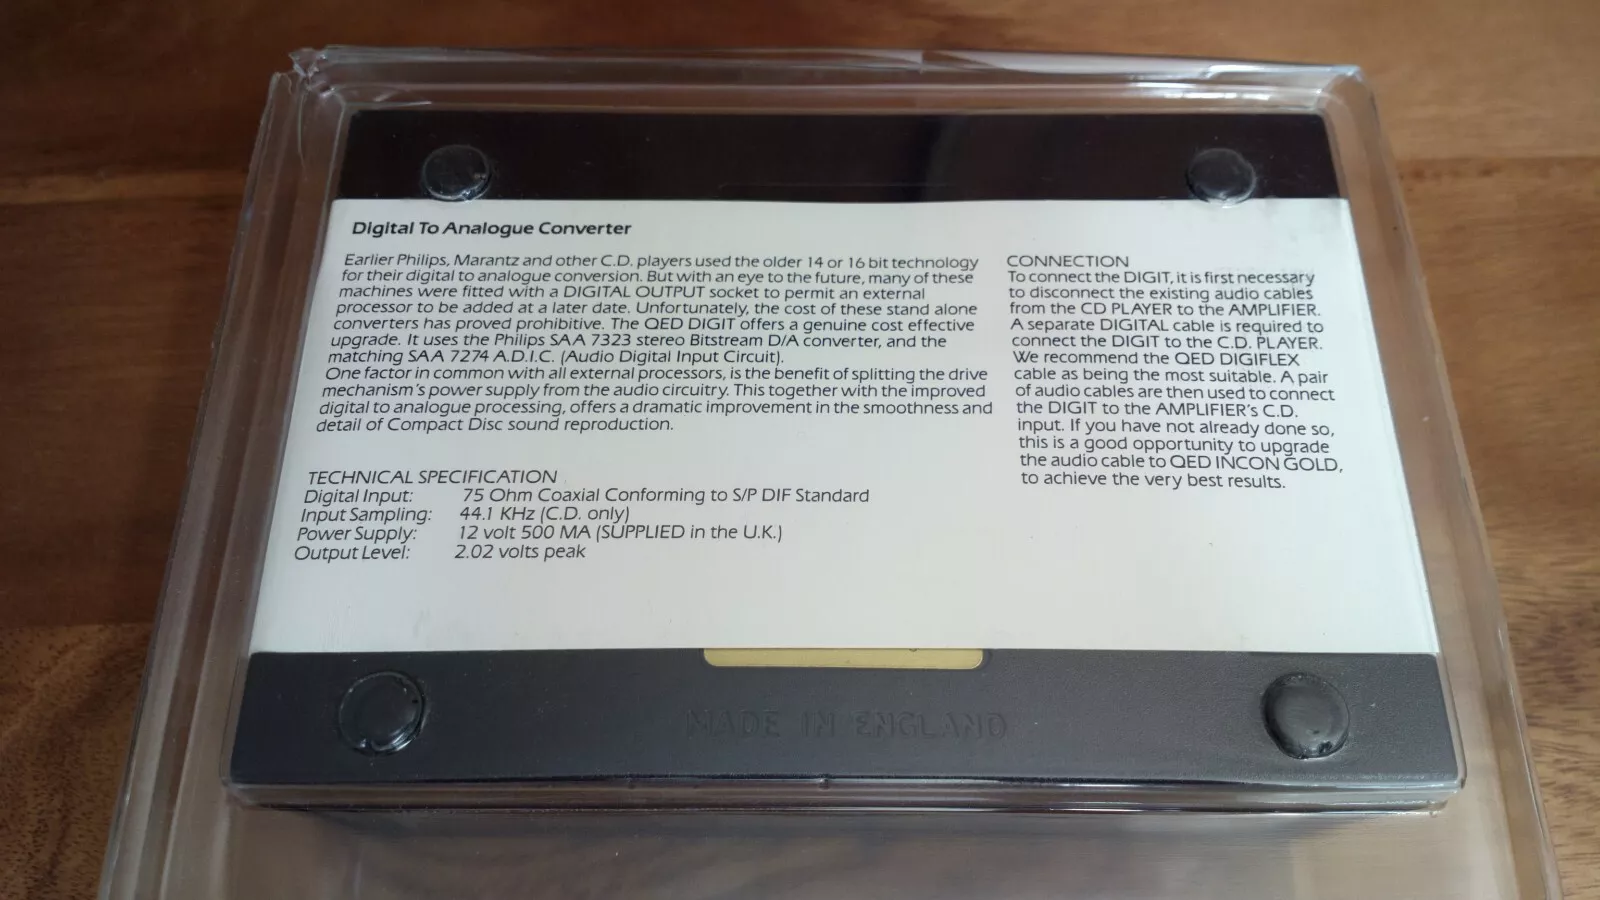 Digital To Analogue Converter
Earlier Philips, Marantz and other C.D. players used the older 14 or 16 bit technology
for their digital to analogue conversion. But with an eye to the future, many of these
machines were fitted with a DIGITAL OUTPUT socket to permit an external
processor to be added at a later date. Unfortunately, the cost of these stand alone
converters has proved prohibitive. The QED DIGIT offers a genuine cost effective
upgrade. It uses the Philips SAA 7323 stereo Bitstream D/A converter, and the
matching SAA 7274 A.D.I.C. (Audio Digital Input Circuit).
One factor in common with all external processors, is the benefit of splitting the drive
mechanism's power supply from the audio circuitry. This together with the improved
digital to analogue processing, offers a dramatic improvement in the smoothness and
detail of Compact Disc sound reproduction.
TECHNICAL SPECIFICATION
Digital Input: 75 Ohm Coaxial Conforming to S/P DIF Standard
Input Sampling: 44.1 KHz (C.D. only)
Power Supply: 12 volt 500 MA (SUPPLIED in the U.K.)
Output Level: 2.02 volts peak
CONNECTION
To connect the DIGIT, it is first necessary
to disconnect the existing audio cables
from the CD PLAYER to the AMPLIFIER.
A separate DIGITAL cable is required to
connect the DIGIT to the C.D. PLAYER.
We recommend the QED DIGIFLEX
cable as being the most suitable. A pair
of audio cables are then used to connect
the DIGIT to the AMPLIFIER'S C.D.
input. If you have not already done so,
this is a good opportunity to upgrade
the audio cable to QED INCON GOLD,
to achieve the very best results.
MADE IN ENGLAND